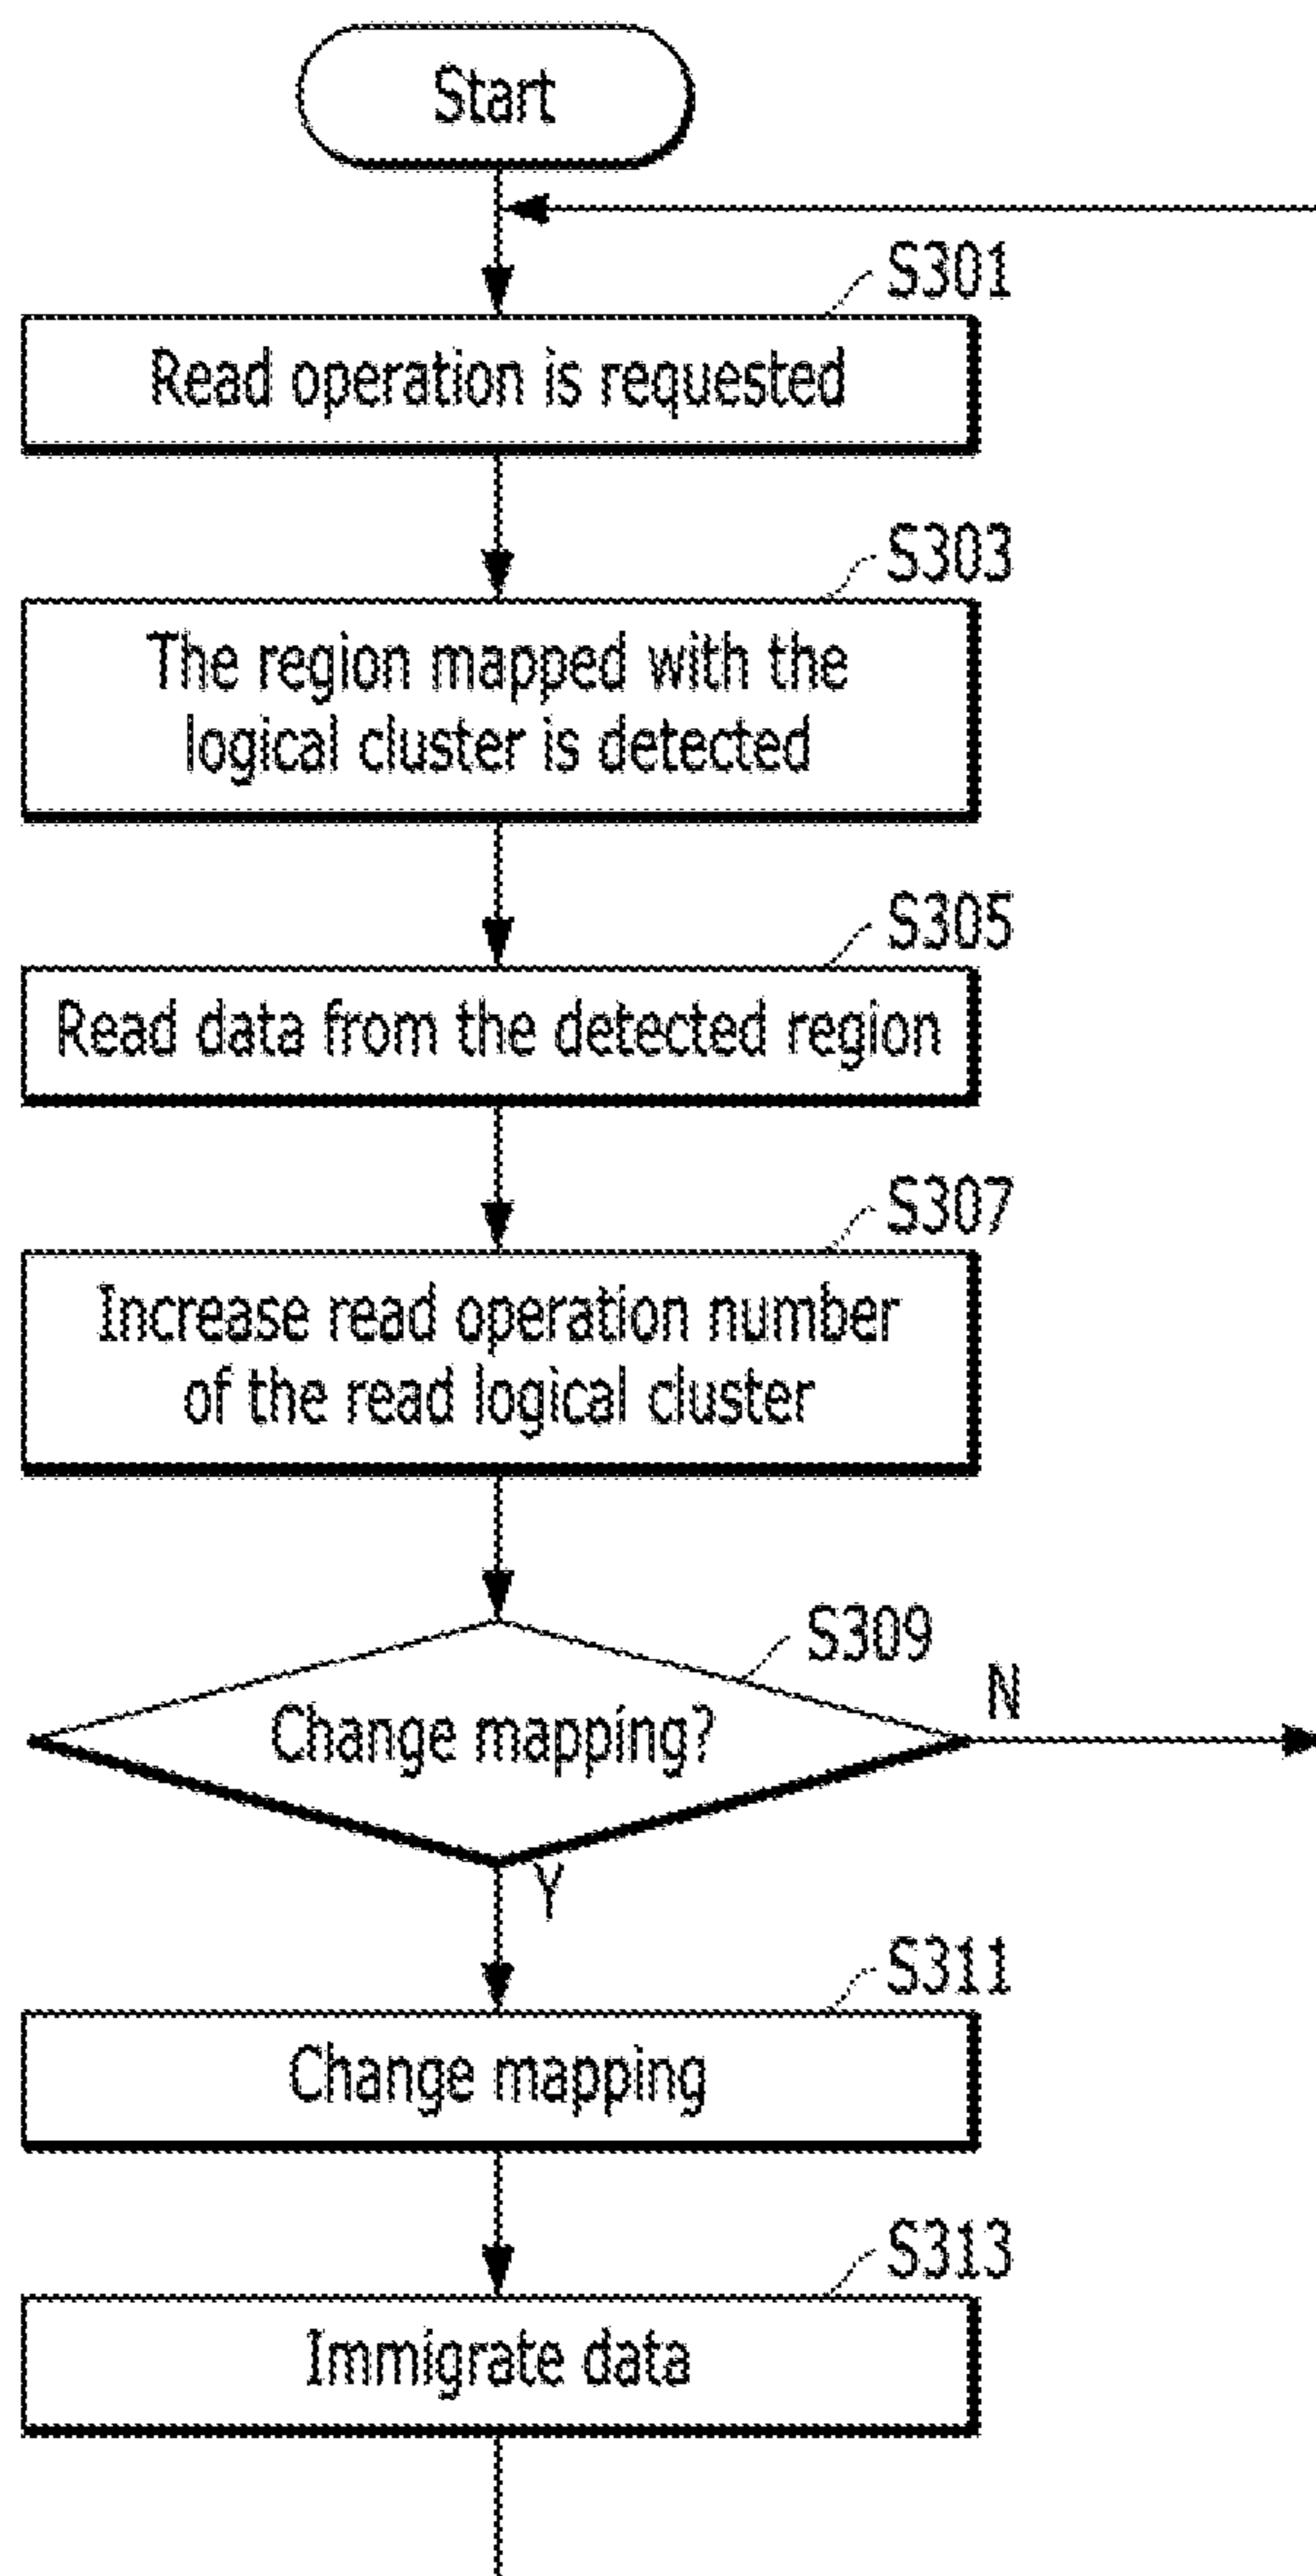 Start
S301
Read operation is requested
S303
The region mapped with the
logical cluster is detected
S305
Read data from the detected region
S307
Increase read operation number
of the read logical cluster
S309
Change mapping?
N
Y
S311
Change mapping
S313
Immigrate data